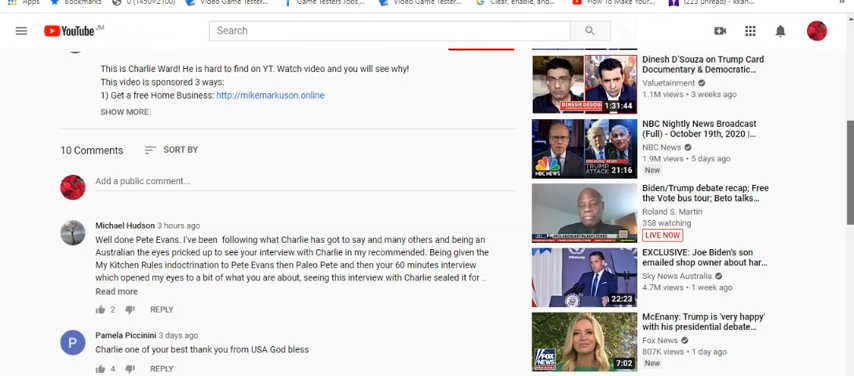 Apps
Bookmarks
0 (1450×2100)
Video Game Tester...
Game Testers Jobs,...
Video Game Tester...
Clear, enable, and...
How To Make Your...
(223 unread) - kxan...
YouTube JM
Search
This is Charlie Ward! He is hard to find on YT. Watch video and you will see why!
This video is sponsored 3 ways:
1) Get a free Home Business: http://mikemarkuson.online
SHOW MORE
10 Comments
SORT BY
Add a public comment...
Michael Hudson 3 hours ago
Well done Pete Evans. I've been following what Charlie has got to say and many others and being an
Australian the eyes pricked up to see your interview with Charlie in my recommended. Being given the
My Kitchen Rules indoctrination to Pete Evans then Paleo Pete and then your 60 minutes interview
which opened my eyes to a bit of what you are about, seeing this interview with Charlie sealed it for ..
Read more
2 REPLY
P
Pamela Piccinini 3 days ago
Charlie one of your best thank you from USA God bless
4 REPLY
DINESH DSOUZA
1:31:44
Dinesh D'Souza on Trump Card
Documentary & Democratic...
Valuetainment
1.1M views • 3 weeks ago
NBC NEWS
TRUMP
ATTACK
21:16
NBC Nightly News Broadcast
(Full) - October 19th, 2020 |...
NBC News
1.9M views • 5 days ago
New
Biden/Trump debate recap; Free
the Vote bus tour; Beto talks...
Roland S. Martin
358 watching
LIVE NOW
22:23
EXCLUSIVE: Joe Biden's son
emailed shop owner about har...
Sky News Australia
4.7M views • 1 week ago
FOX
NEWS
7:02
McEnany: Trump is 'very happy'
with his presidential debate...
Fox News
807K views • 1 day ago
New